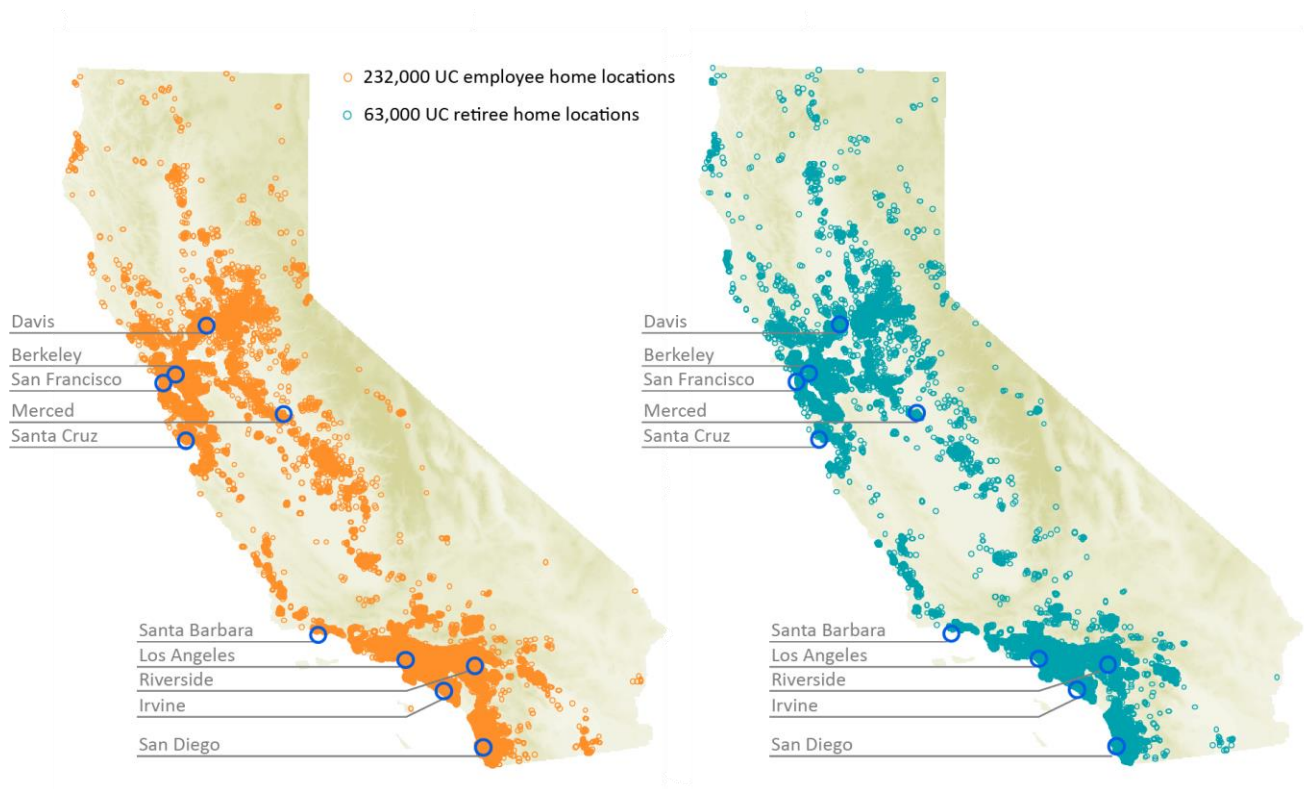 232,000 UC employee home locations
63,000 UC retiree home locations
Davis
Berkeley
San Francisco
Merced
Santa Cruz
Santa Barbara
Los Angeles
Riverside
Irvine
San Diego
Davis
Berkeley
San Francisco
Merced
Santa Cruz
Santa Barbara
Los Angeles
Riverside
Irvine
San Diego